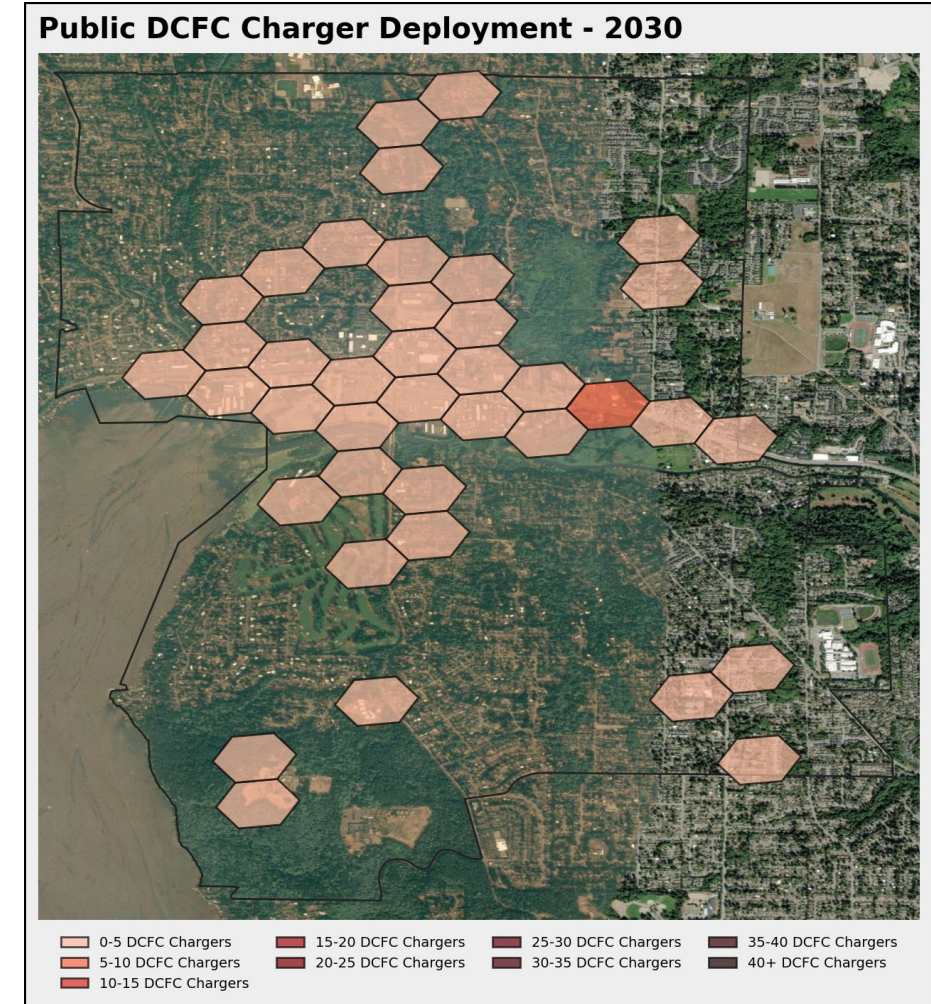 Public DCFC Charger Deployment - 2030
0-5 DCFC Chargers
5-10 DCFC Chargers
10-15 DCFC Chargers
15-20 DCFC Chargers
20-25 DCFC Chargers
25-30 DCFC Chargers
30-35 DCFC Chargers
35-40 DCFC Chargers
40+ DCFC Chargers